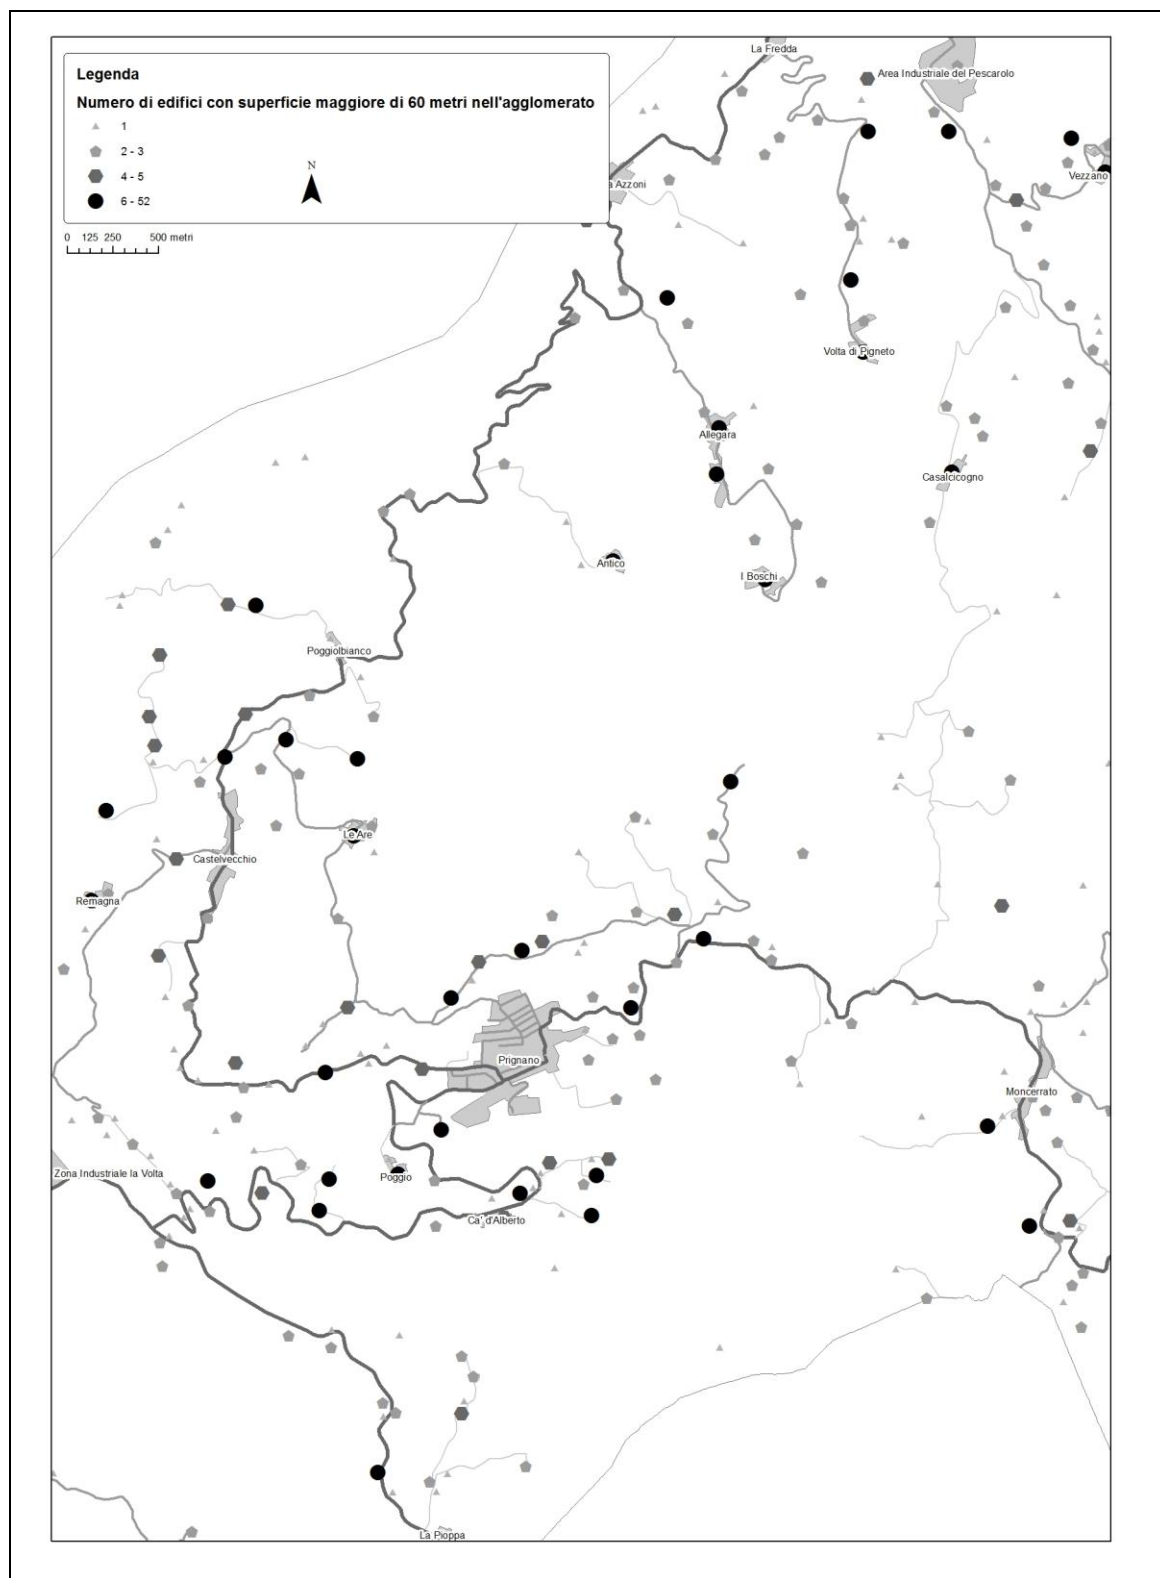 La Fredda
Legenda
Area Industriale del Pescarolo
Numero di edifici con superficie maggiore di 60 metri nell'agglomerato
1
2 - 3
4 - 5
6 - 52
N
Vezzano
a Azzoni
0 125 250 500 metri
Volta di Pigneto
Allegara
Casalcicogno
Antico
I Boschi
Poggiolbianco
Le Are
Castelvecchio
Remagna
Prignano
Moncerrato
Zona Industriale la Volta
Poggio
Ca' d'Alberto
La Pioppa